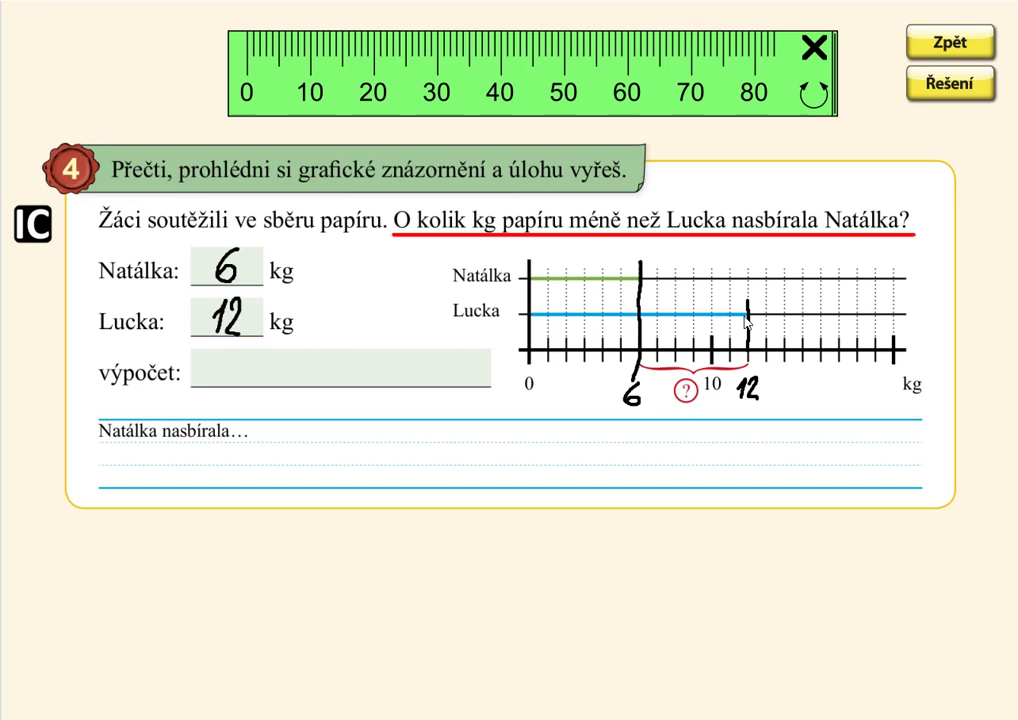 0 10 20 30 40 50 60 70 80
Zpět
Řešení
4 Přečti, prohlédni si grafické znázornění a úlohu vyřeš.
IC
Žáci soutěžili ve sběru papíru. O kolik kg papíru méně než Lucka nasbírala Natálka?
Natálka: 6 kg
Lucka: 12 kg
výpočet:
Natálka
Lucka
0 6 ? 10 12 kg
Natálka nasbírala…